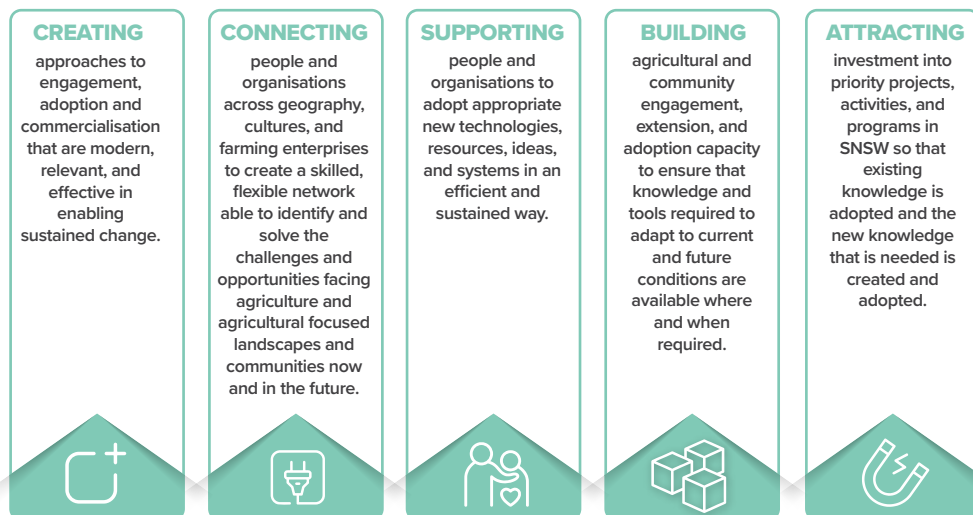 CREATING
approaches to
engagement,
adoption and
commercialisation
that are modern,
relevant, and
effective in
enabling
sustained change.
CONNECTING
people and
organisations
across geography,
cultures, and
farming enterprises
to create a skilled,
flexible network
able to identify and
solve the
challenges and
opportunities facing
agriculture and
agricultural focused
landscapes and
communities now
and in the future.
SUPPORTING
people and
organisations to
adopt appropriate
new technologies,
resources, ideas,
and systems in an
efficient and
sustained way.
BUILDING
agricultural and
community
engagement,
extension, and
adoption capacity
to ensure that
knowledge and
tools required to
adapt to current
and future
conditions are
available where
and when
required.
ATTRACTING
investment into
priority projects,
activities, and
programs in
SNSW so that
existing
knowledge is
adopted and the
new knowledge
that is needed is
created and
adopted.